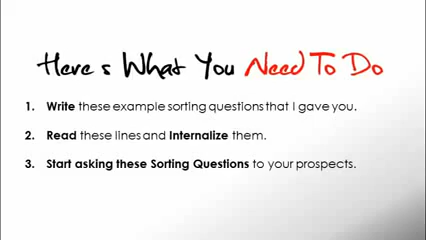 Here s What You Need To Do
1. Write these example sorting questions that I gave you.
2. Read these lines and Internalize them.
3. Start asking these Sorting Questions to your prospects.